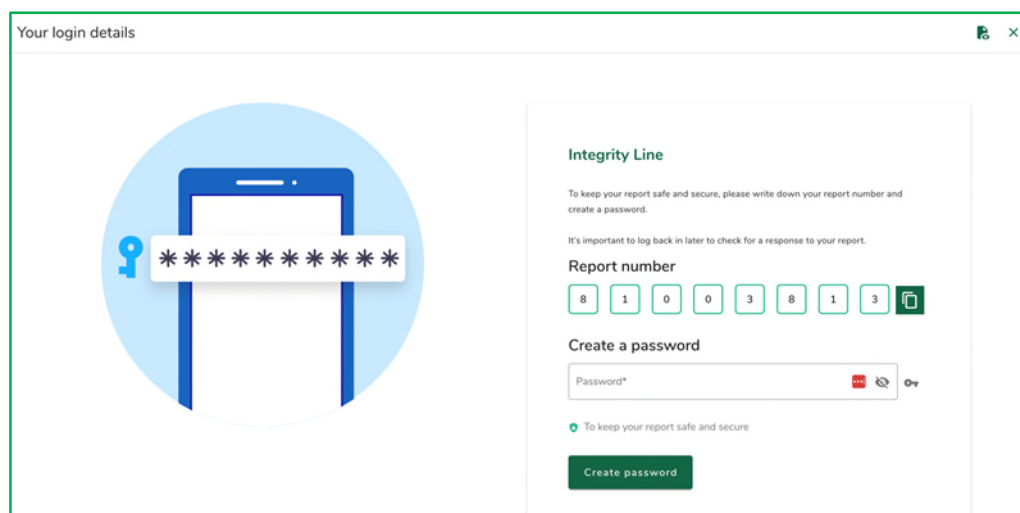 Your login details
**********
Integrity Line
To keep your report safe and secure, please write down your report number and
create a password.
It's important to log back in later to check for a response to your report.
Report number
8 1 0 0 3 8 1 3
Create a password
Password*
To keep your report safe and secure
Create password